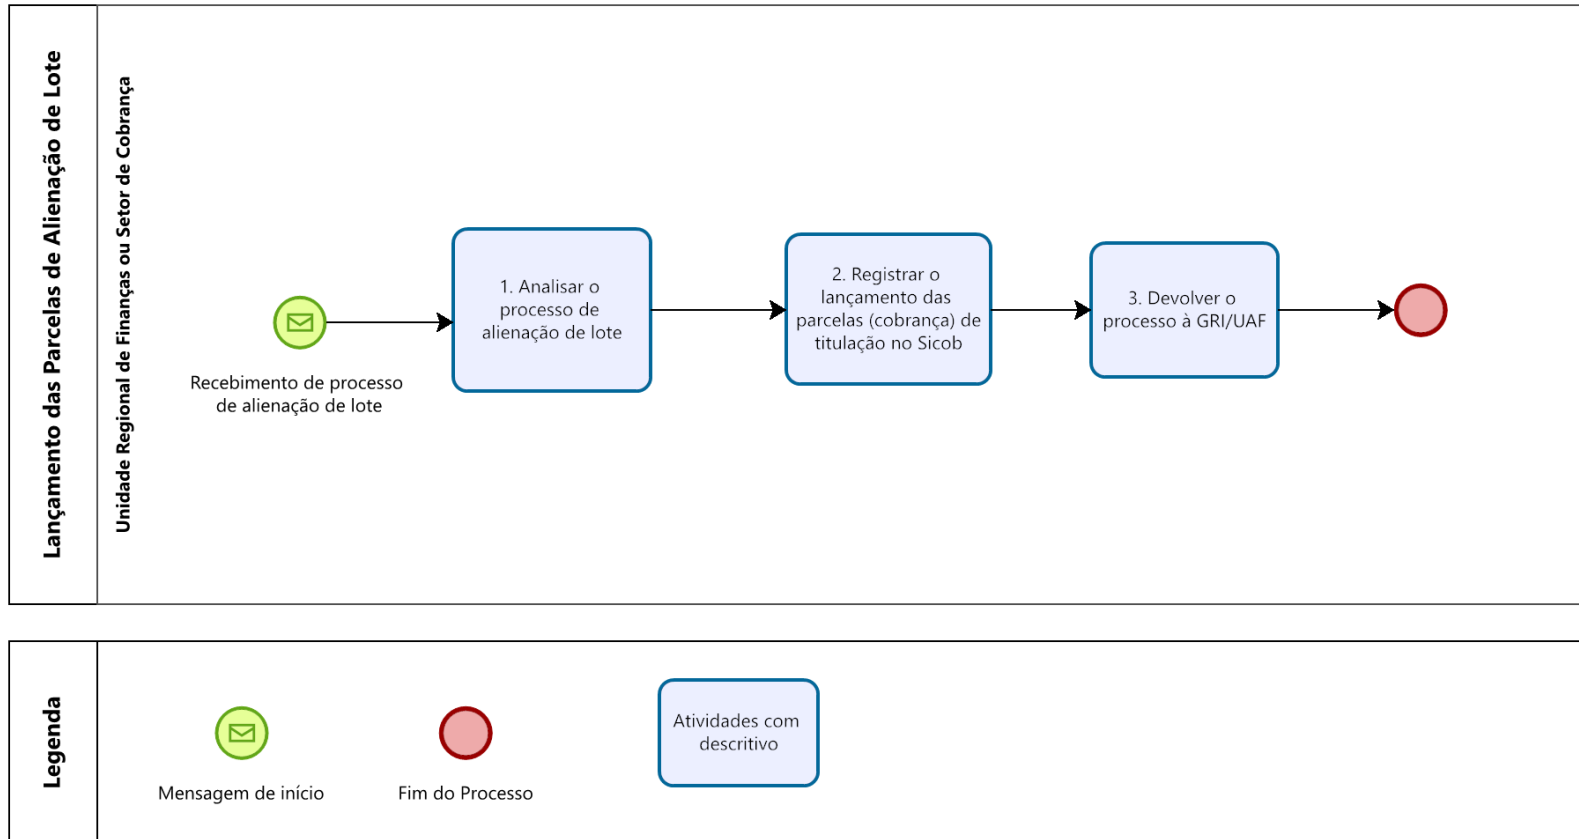 Lançamento das Parcelas de Alienação de Lote
Unidade Regional de Finanças ou Setor de Cobrança
Recebimento de processo
de alienação de lote
1. Analisar o
processo de
alienação de lote
2. Registrar o
lançamento das
parcelas (cobrança) de
titulação no Sicob
3. Devolver o
processo à GRI/UAF
Legenda
Mensagem de início
Fim do Processo
Atividades com
descritivo